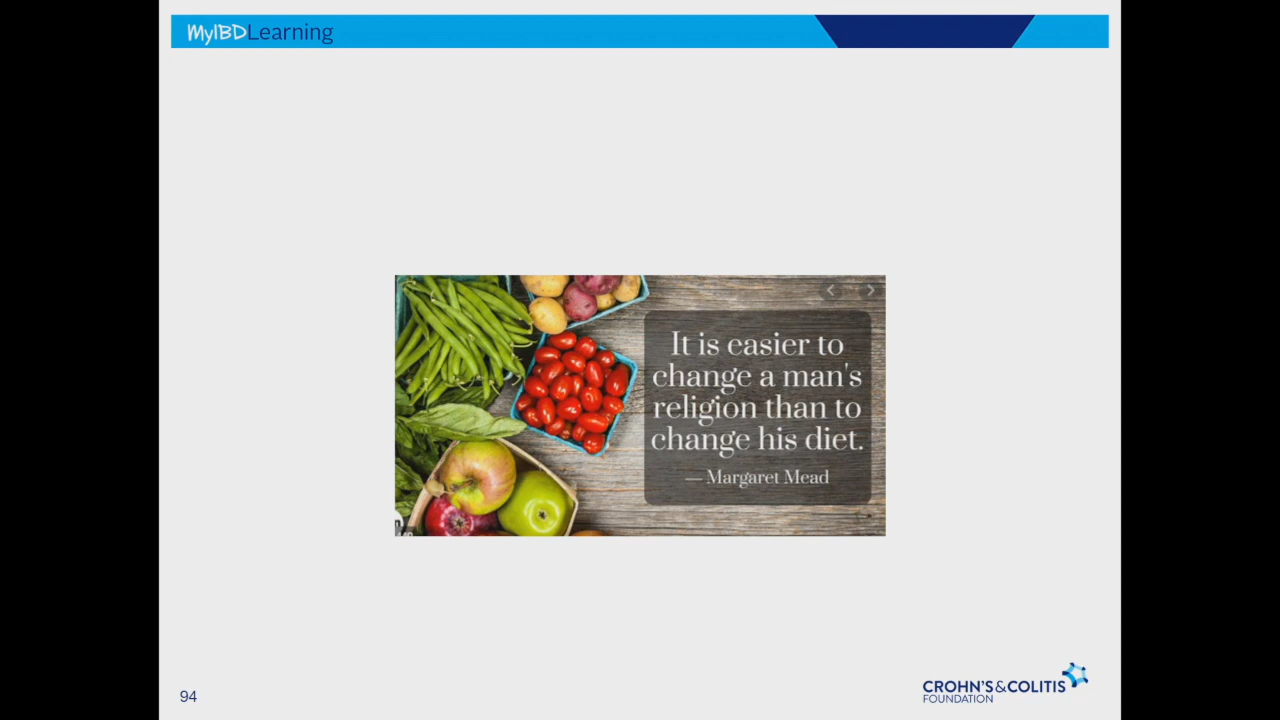 MyIBDLearning
It is easier to
change a man's
religion than to
change his diet.
— Margaret Mead
94
CROHN'S & COLITIS
FOUNDATION